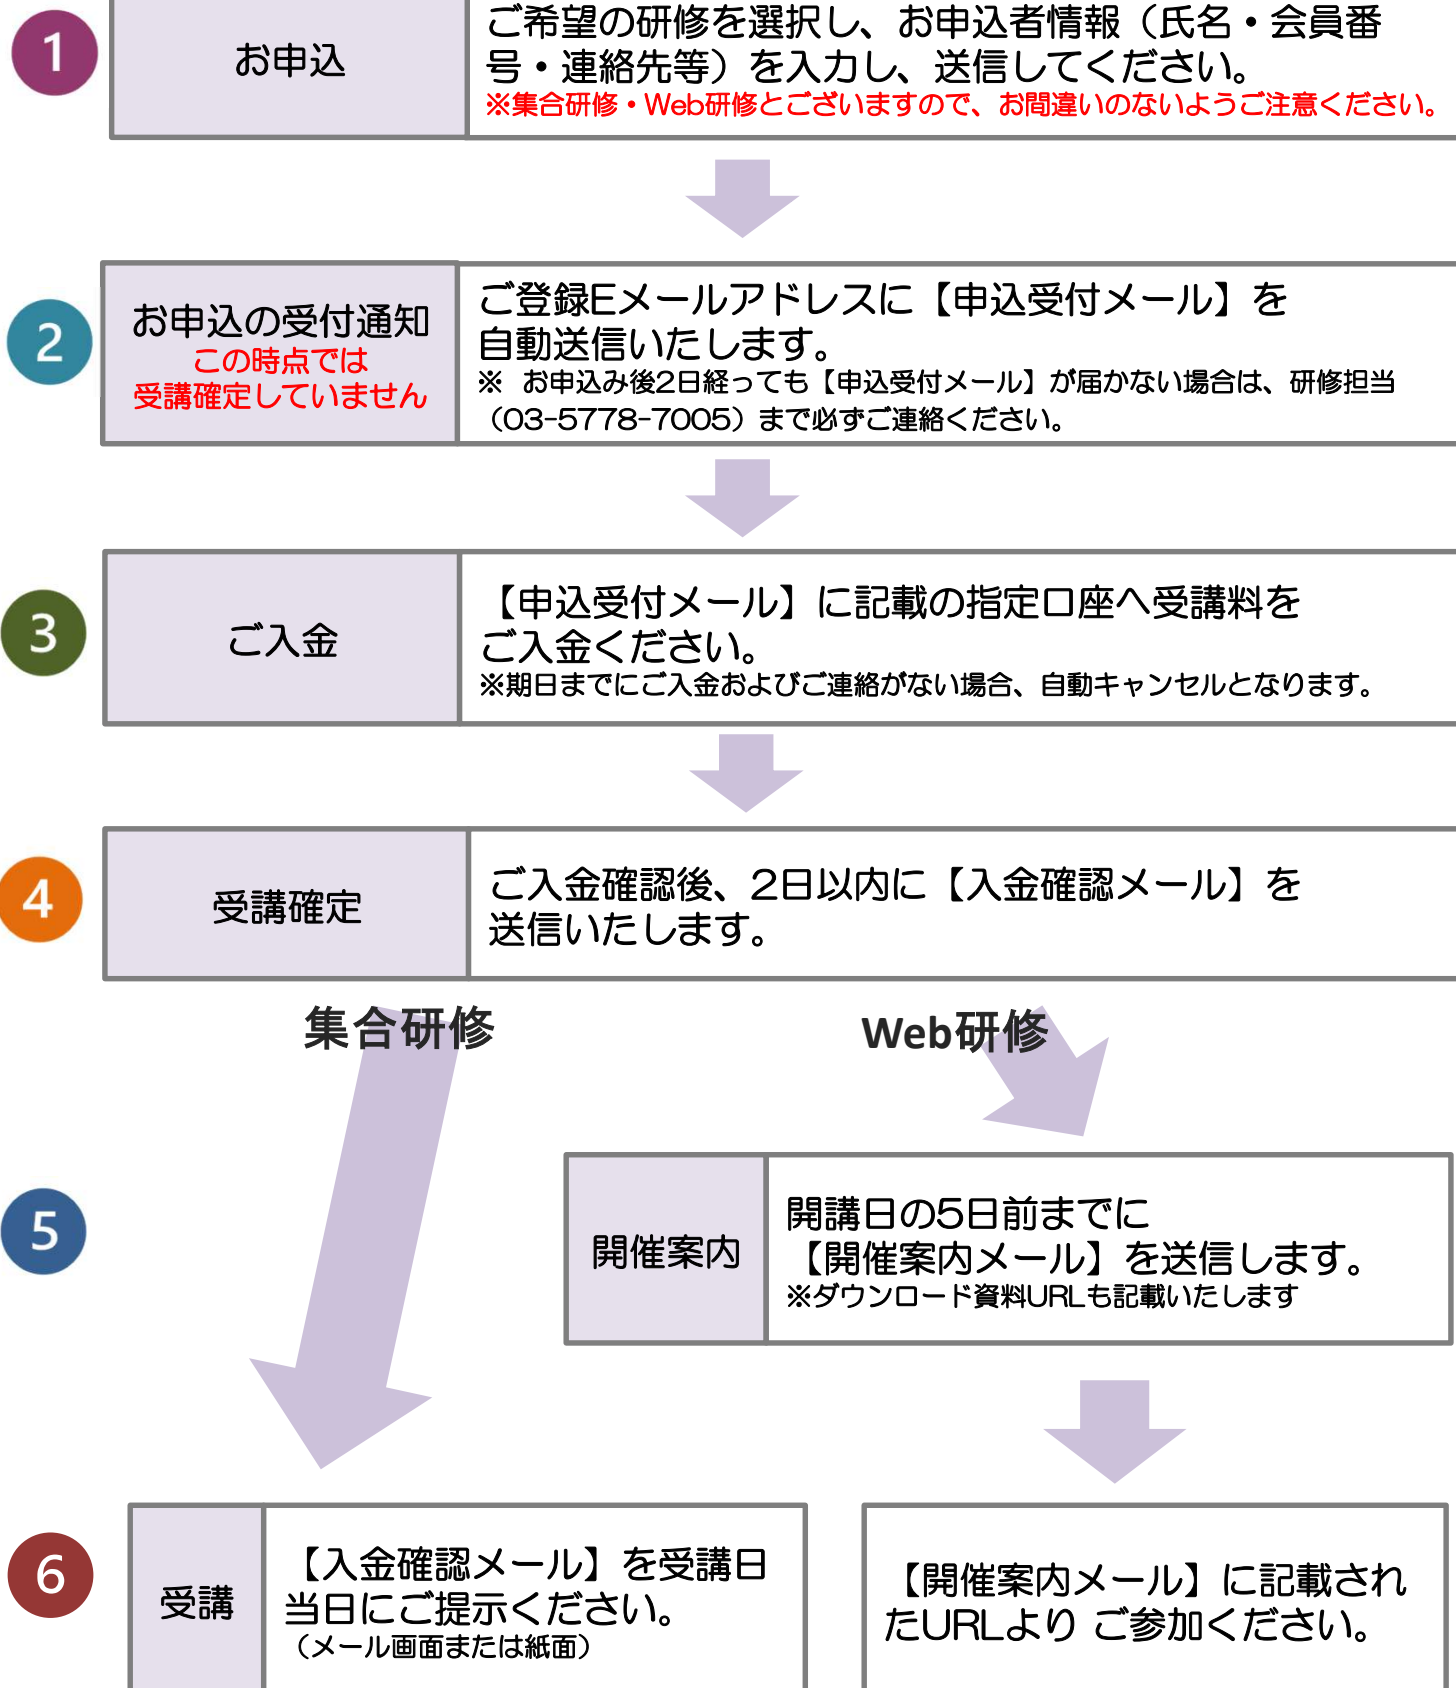 1
お申込
ご希望の研修を選択し、お申込者情報（氏名・会員番
号・連絡先等）を入力し、送信してください。
※集合研修・Web研修とございますので、お間違いのないようご注意ください。
2
お申込の受付通知
この時点では
受講確定していません
ご登録Eメールアドレスに【申込受付メール】を
自動送信いたします。
※　お申込み後2日経っても【申込受付メール】が届かない場合は、研修担当
（03-5778-7005）まで必ずご連絡ください。
3
ご入金
【申込受付メール】に記載の指定口座へ受講料を
ご入金ください。
※期日までにご入金およびご連絡がない場合、自動キャンセルとなります。
4
受講確定
ご入金確認後、2日以内に【入金確認メール】を
送信いたします。
集合研修
Web研修
5
開催案内
開講日の5日前までに
【開催案内メール】を送信します。
※ダウンロード資料URLも記載いたします
6
受講
【入金確認メール】を受講日
当日にご提示ください。
（メール画面または紙面）
【開催案内メール】に記載され
たURLより ご参加ください。